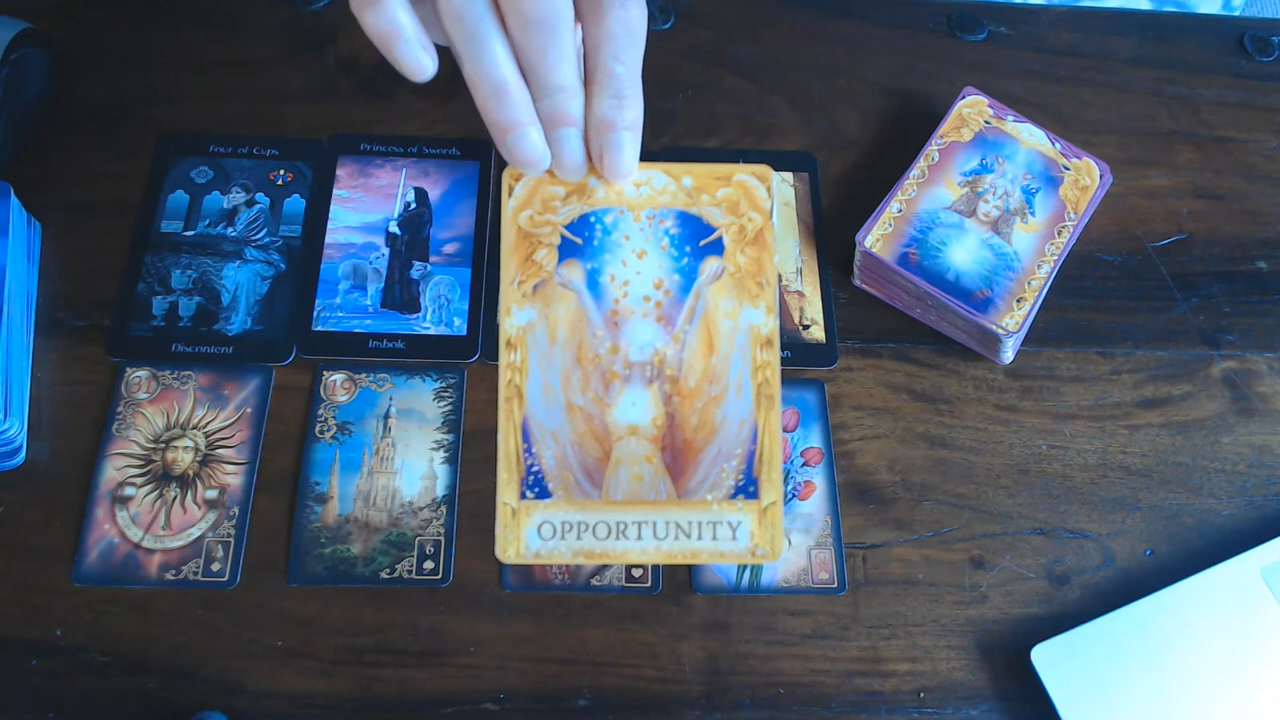 Four of Cups
Princess of Swords
Discontent
Imbolc
31
19
A
6
OPPORTUNITY